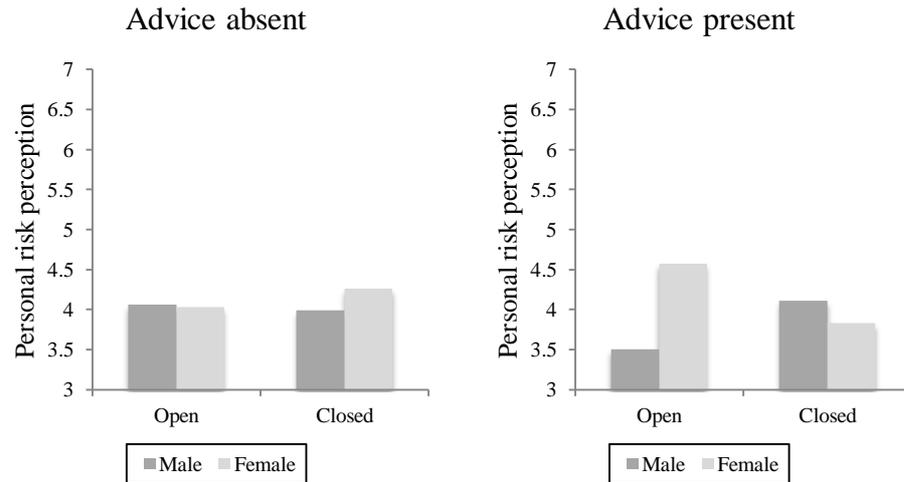 Advice absent
Personal risk perception
7
6.5
6
5.5
5
4.5
4
3.5
3
Open Closed
Male Female
Advice present
Personal risk perception
7
6.5
6
5.5
5
4.5
4
3.5
3
Open Closed
Male Female